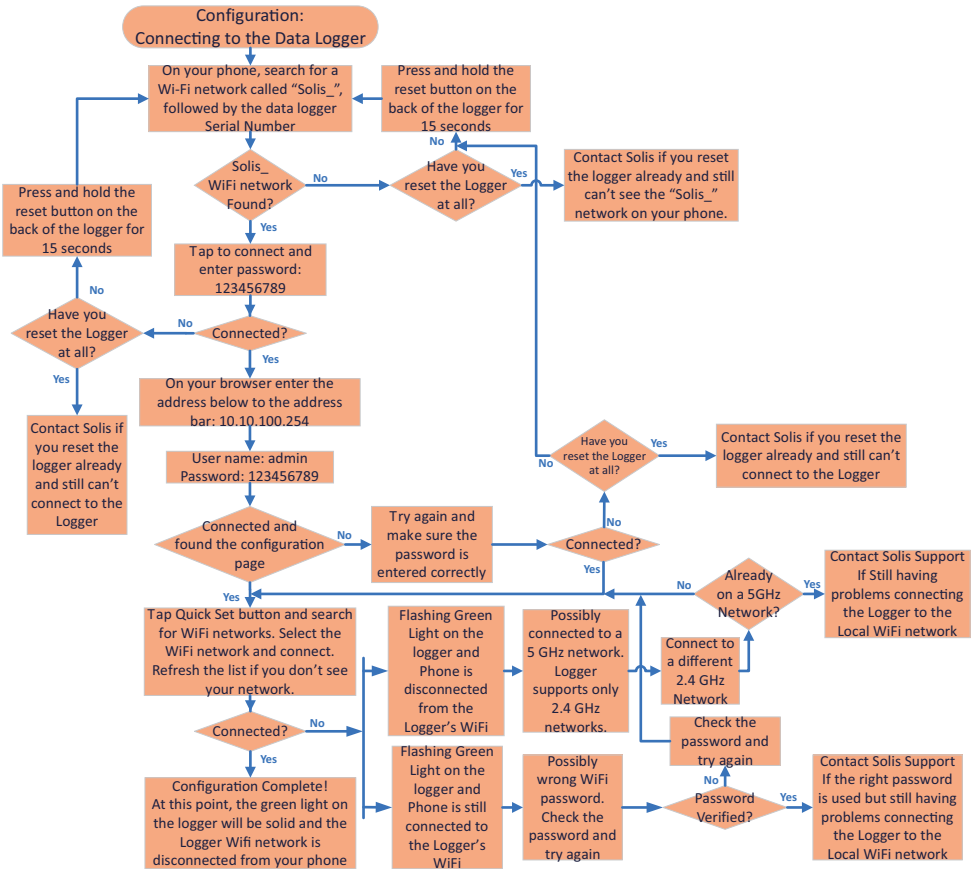 Configuration:
Connecting to the Data Logger
On your phone, search for a
Wi-Fi network called “Solis_”,
followed by the data logger
Serial Number
Press and hold the
reset button on the
back of the logger for
15 seconds
No
Solis_
WiFi network
Found?
No
Have you
reset the Logger
at all?
Yes
Contact Solis if you reset
the logger already and still
can’t see the “Solis_”
network on your phone.
Press and hold the
reset button on the
back of the logger for
15 seconds
Yes
Tap to connect and
enter password:
123456789
No
Have you
reset the Logger
at all?
No
Connected?
Yes
Yes
On your browser enter the
address below to the address
bar: 10.10.100.254
Contact Solis if
you reset the
logger already
and still can’t
connect to the
Logger
User name: admin
Password: 123456789
Have you
reset the Logger
at all?
No
Yes
Contact Solis if you reset the
logger already and still can’t
connect to the Logger
Connected and
found the configuration
page
No
Try again and
make sure the
password is
entered correctly
No
Connected?
Yes
Yes
No
Already
on a 5GHz
Network?
Yes
Contact Solis Support
If Still having
problems connecting
the Logger to the
Local WiFi network
Tap Quick Set button and search
for WiFi networks. Select the
WiFi network and connect.
Refresh the list if you don’t see
your network.
Flashing Green
Light on the
logger and
Phone is
disconnected
from the
Logger’s WiFi
Possibly
connected to a
5 GHz network.
Logger
supports only
2.4 GHz
networks.
Connect to
a different
2.4 GHz
Network
Connected?
No
Yes
Configuration Complete!
At this point, the green light on
the logger will be solid and the
Logger Wifi network is
disconnected from your phone
Flashing Green
Light on the
logger and
Phone is still
connected to
the Logger’s
WiFi
Possibly
wrong WiFi
password.
Check the
password and
try again
Check the
password and
try again
No
Password
Verified?
Yes
Contact Solis Support
If the right password
is used but still having
problems connecting
the Logger to the
Local WiFi network